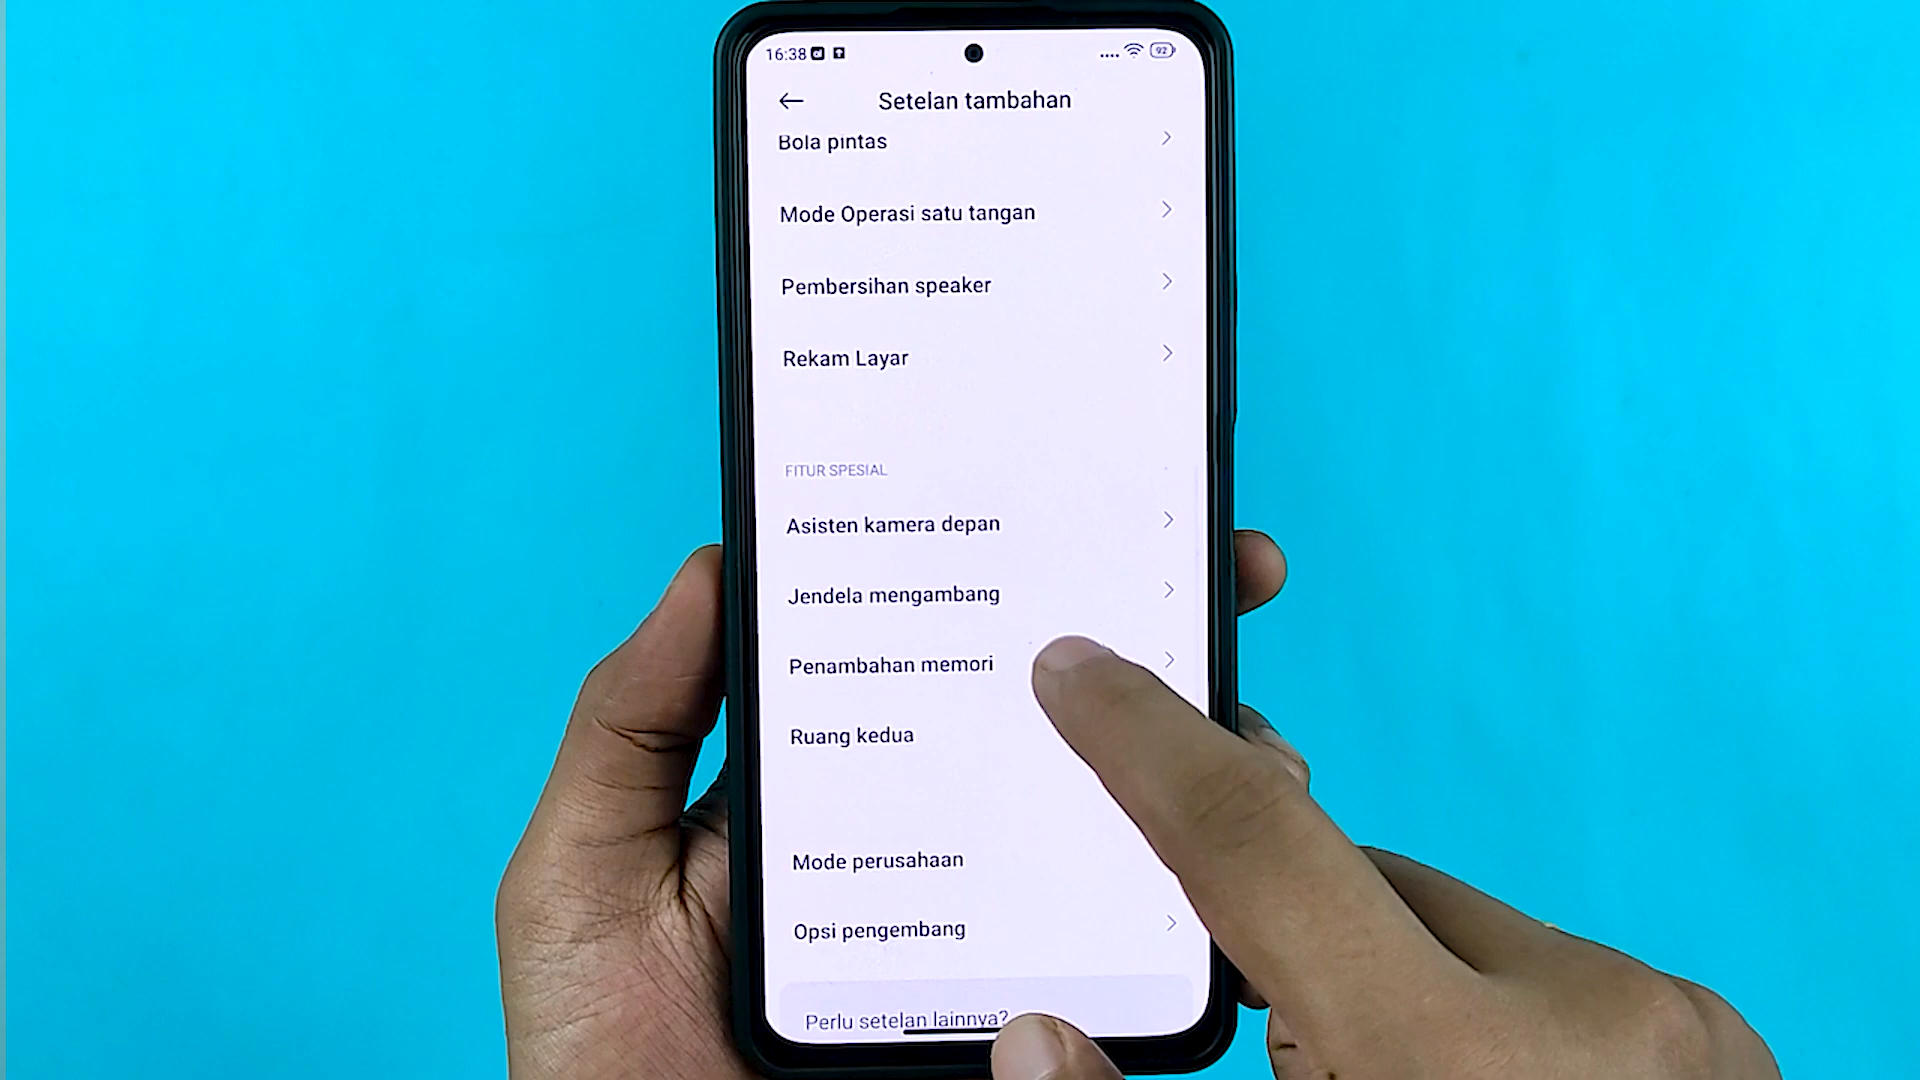 16:38
92
Setelan tambahan
Bola pintas
Mode Operasi satu tangan
Pembersihan speaker
Rekam Layar
FITUR SPESIAL
Asisten kamera depan
Jendela mengambang
Penambahan memori
Ruang kedua
Mode perusahaan
Opsi pengembang
Perlu setelan lainnya?